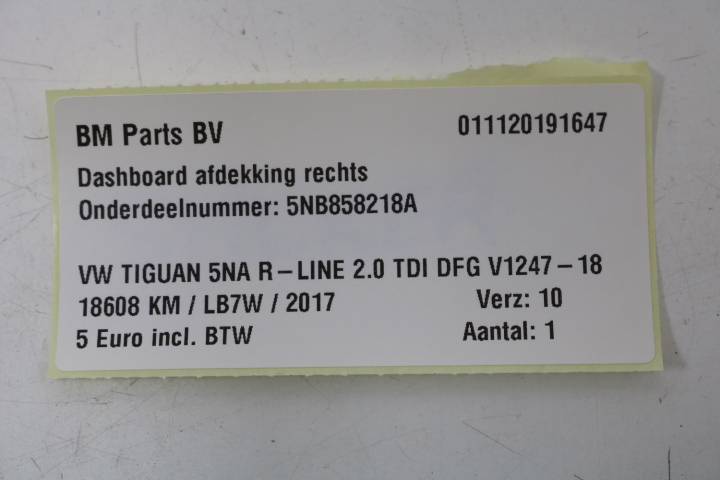 BM Parts BV 011120191647
Dashboard afdekking rechts
Onderdeelnummer: 5NB858218A
VW TIGUAN 5NA R-LINE 2.0 TDI DFG V1247-18
18608 KM / LB7W / 2017 Verz: 10
5 Euro incl. BTW Aantal: 1